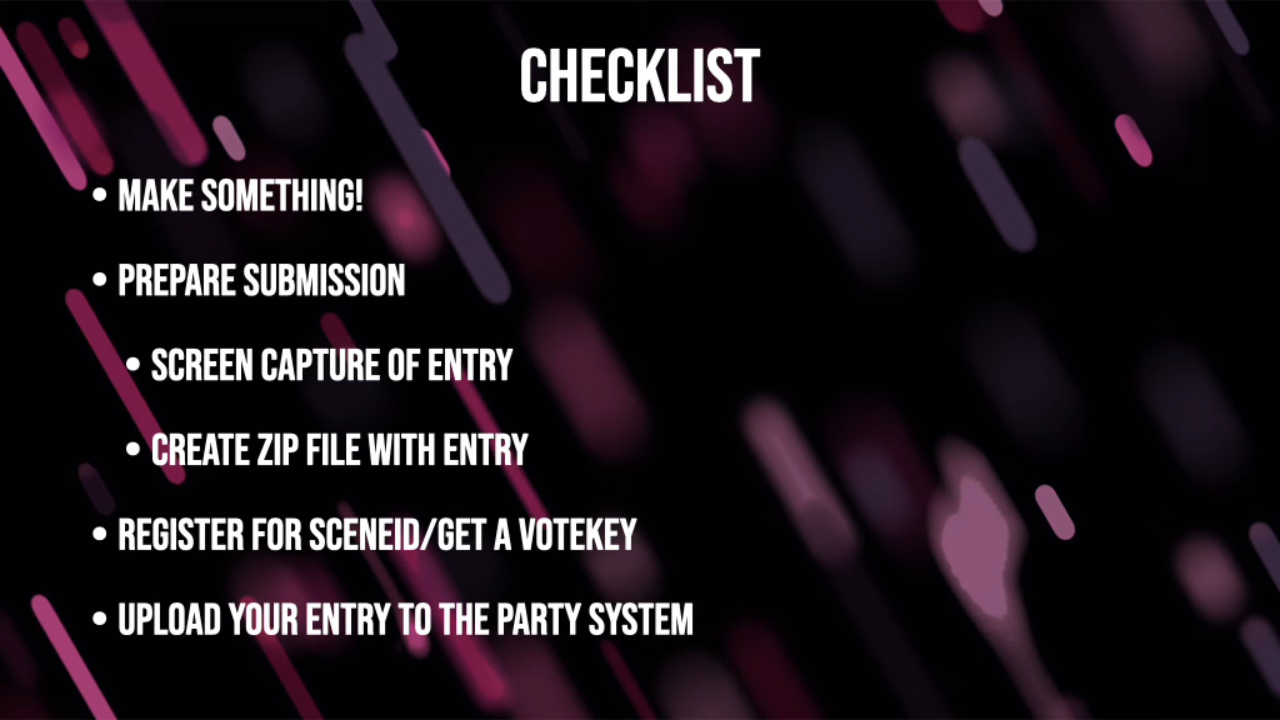 CHECKLIST
• MAKE SOMETHING!
• PREPARE SUBMISSION
• SCREEN CAPTURE OF ENTRY
• CREATE ZIP FILE WITH ENTRY
• REGISTER FOR SCENEID/GET A VOTEKEY
• UPLOAD YOUR ENTRY TO THE PARTY SYSTEM